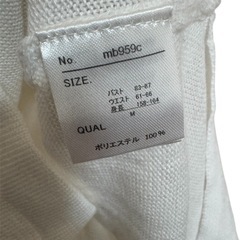 No. mb959c
SIZE.
バスト 83-87
ウエスト 61-66
身長 158-164
M
QUAL
ポリエステル 100%